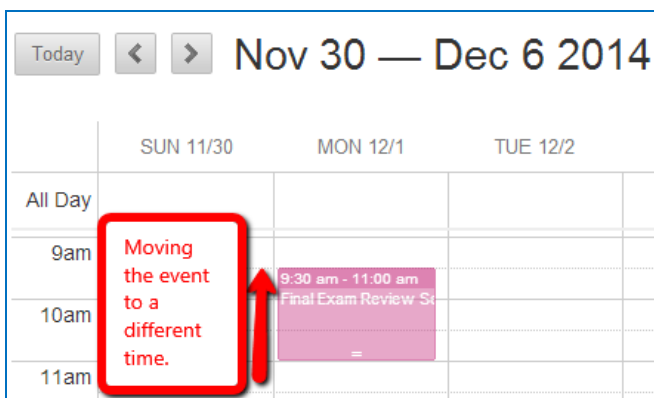 Today
Nov 30 — Dec 6 2014
SUN 11/30
MON 12/1
TUE 12/2
All Day
9am
10am
11am
Moving
the event
to a
different
time.
9:30 am - 11:00 am
Final Exam Review